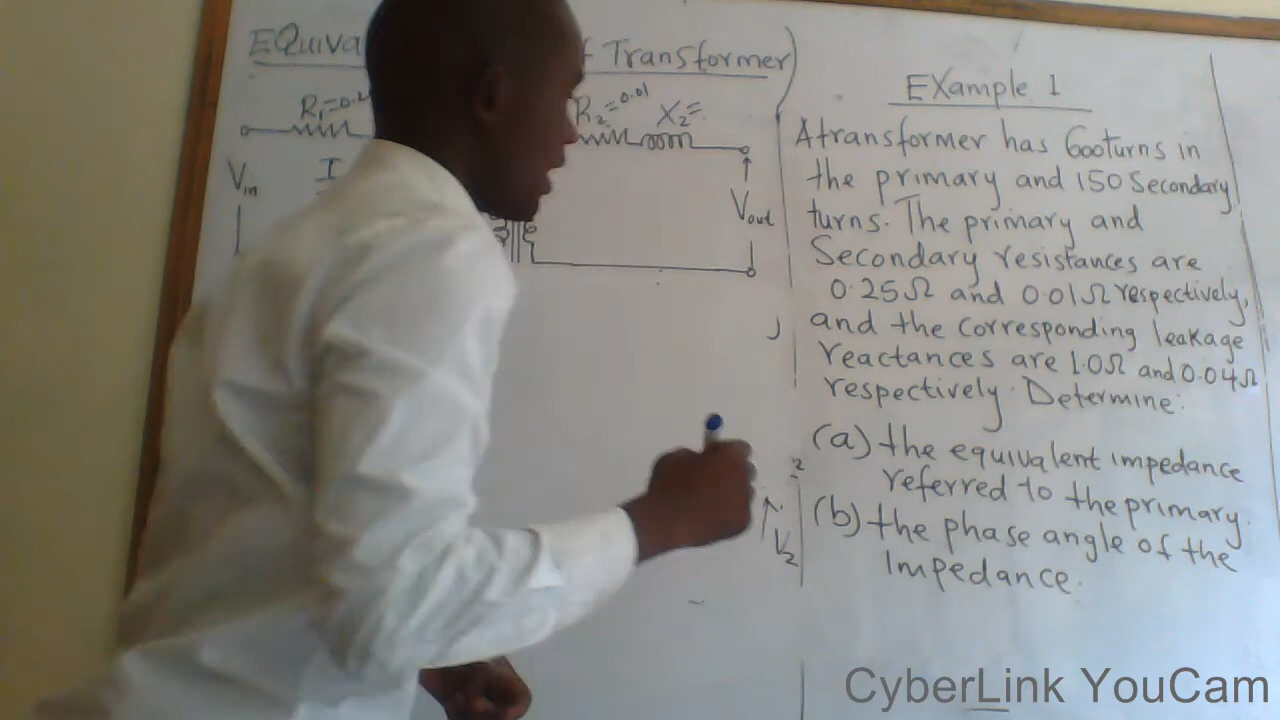 EQuiva Transformer
R₁=0.2 R₂=0.01 X₂=
Vin I Vout
V₂
EXample 1
A transformer has 600turns in
the primary and 150 Secondary
turns. The primary and
Secondary resistances are
0.25Ω and 0.01Ω respectively,
and the corresponding leakage
reactances are 1.0Ω and 0.04Ω
respectively. Determine:
(a) the equivalent impedance
referred to the primary.
(b) the phase angle of the
Impedance.
CyberLink YouCam